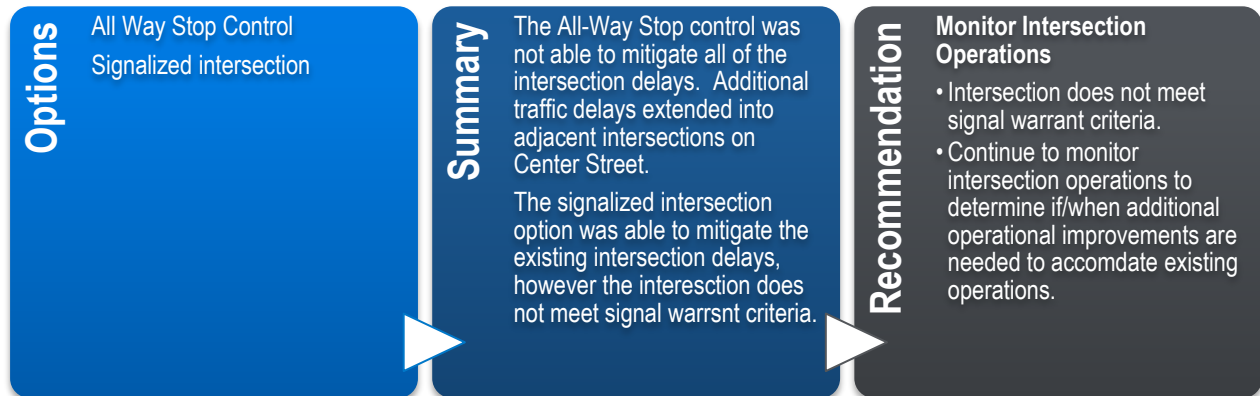 Options
All Way Stop Control
Signalized intersection
Summary
The All-Way Stop control was
not able to mitigate all of the
intersection delays.  Additional
traffic delays extended into
adjacent intersections on
Center Street.
The signalized intersection
option was able to mitigate the
existing intersection delays,
however the interesction does
not meet signal warrsnt criteria.
Recommendation
Monitor Intersection
Operations
• Intersection does not meet
signal warrant criteria.
• Continue to monitor
intersection operations to
determine if/when additional
operational improvements are
needed to accomdate existing
operations.